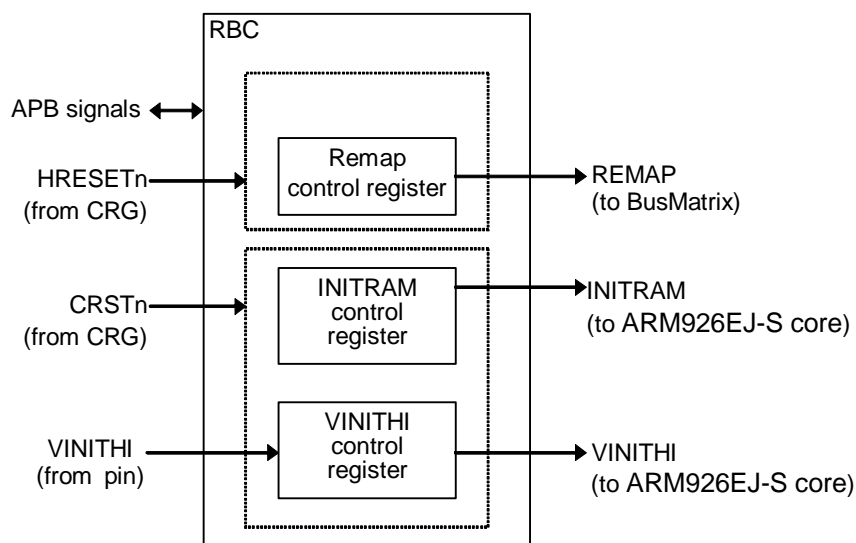 RBC
APB signals
HRESETn
(from CRG)
Remap
control register
REMAP
(to BusMatrix)
CRSTn
(from CRG)
INITRAM
control
register
INITRAM
(to ARM926EJ-S core)
VINITHI
(from pin)
VINITHI
control
register
VINITHI
(to ARM926EJ-S core)